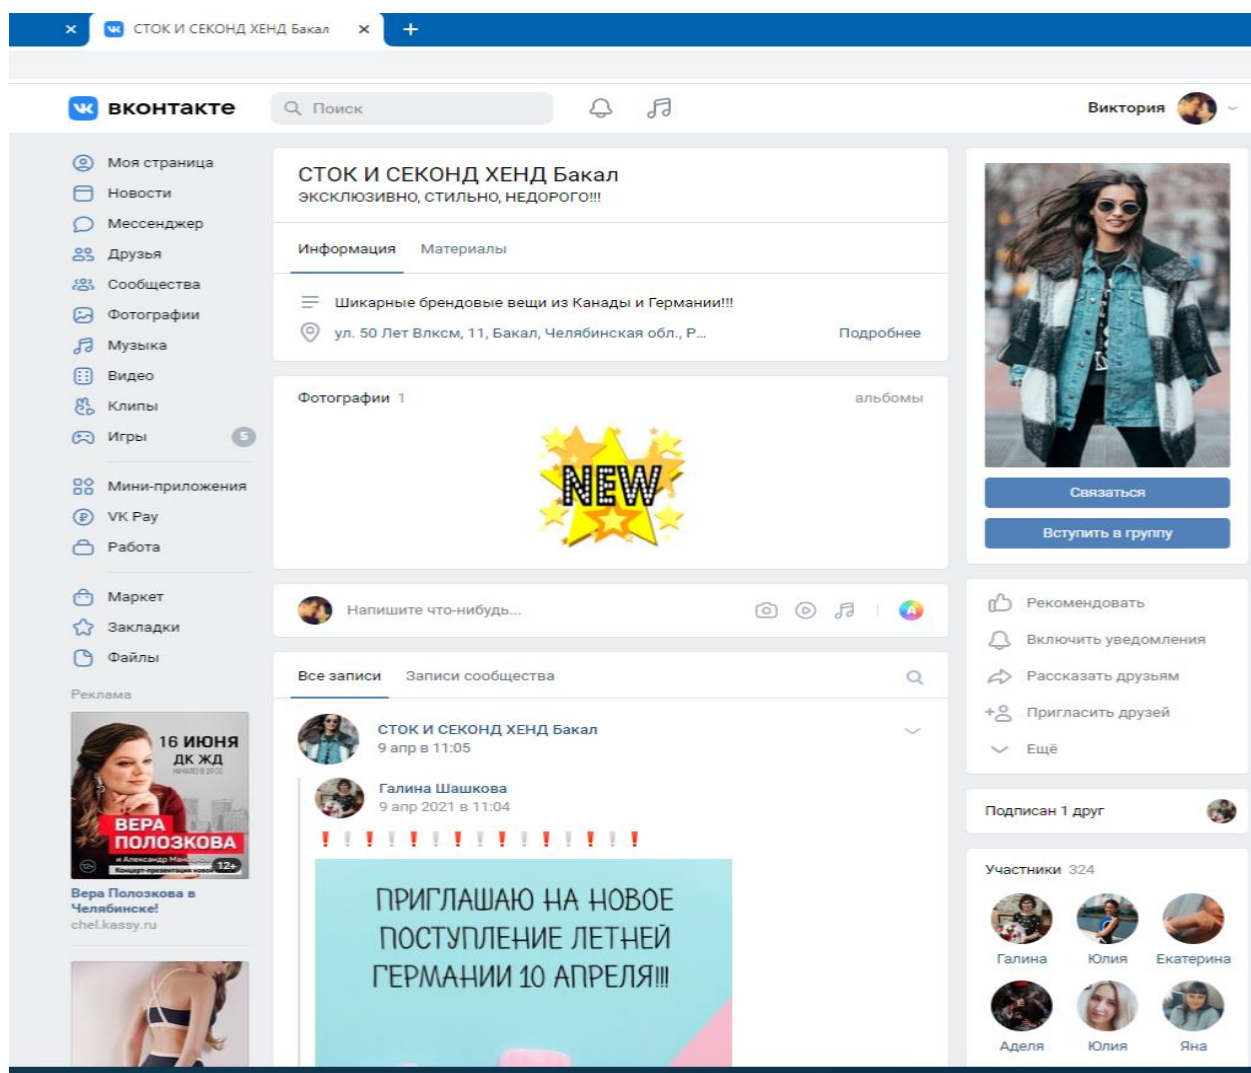 СТОК И СЕКОНД ХЕНД Бакал
вконтакте
Поиск
Виктория
Моя страница
Новости
Мессенджер
Друзья
Сообщества
Фотографии
Музыка
Видео
Клипы
Игры 5
Мини-приложения
VK Pay
Работа
Маркет
Закладки
Файлы
Реклама
16 ИЮНЯ
ДК ЖД
ВЕРА
ПОЛОЗКОВА
12+
Вера Полозкова в
Челябинске!
chel.kassy.ru
СТОК И СЕКОНД ХЕНД Бакал
ЭКСКЛЮЗИВНО, СТИЛЬНО, НЕДОРОГО!!!
Информация Материалы
Шикарные брендовые вещи из Канады и Германии!!!
ул. 50 Лет Влксм, 11, Бакал, Челябинская обл., Р... Подробнее
Фотографии 1 альбомы
NEW
Напишите что-нибудь...
Все записи Записи сообщества
СТОК И СЕКОНД ХЕНД Бакал
9 апр в 11:05
Галина Шашкова
9 апр 2021 в 11:04
❗❕❗❕❗❕❗❕❗❕❗❕❗❕❗
ПРИГЛАШАЮ НА НОВОЕ
ПОСТУПЛЕНИЕ ЛЕТНЕЙ
ГЕРМАНИИ 10 АПРЕЛЯ!!!
Связаться
Вступить в группу
Рекомендовать
Включить уведомления
Рассказать друзьям
Пригласить друзей
Ещё
Подписан 1 друг
Участники 324
Галина Юлия Екатерина
Аделя Юлия Яна